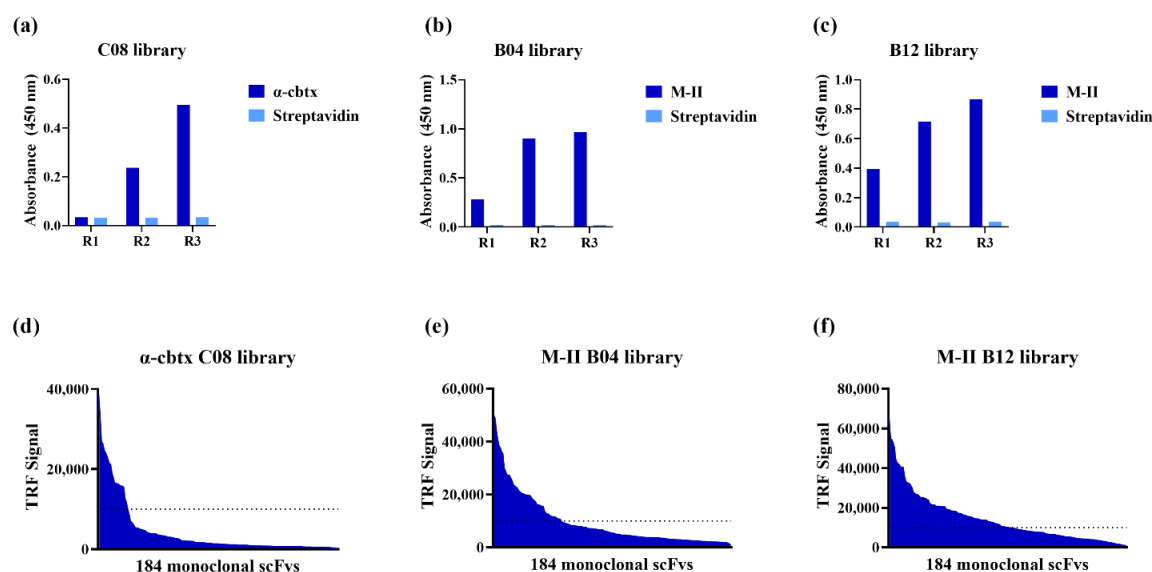 (a)
C08 library
Absorbance (450 nm)
0.6
0.4
0.2
0.0
R1 R2 R3
α-cbtx
Streptavidin
(b)
B04 library
Absorbance (450 nm)
1.5
1.0
0.5
0.0
R1 R2 R3
M-II
Streptavidin
(c)
B12 library
Absorbance (450 nm)
1.0
0.8
0.6
0.4
0.2
0.0
R1 R2 R3
M-II
Streptavidin
(d)
α-cbtx C08 library
TRF Signal
40,000
20,000
0
184 monoclonal scFvs
(e)
M-II B04 library
TRF Signal
60,000
40,000
20,000
0
184 monoclonal scFvs
(f)
M-II B12 library
TRF Signal
80,000
60,000
40,000
20,000
0
184 monoclonal scFvs